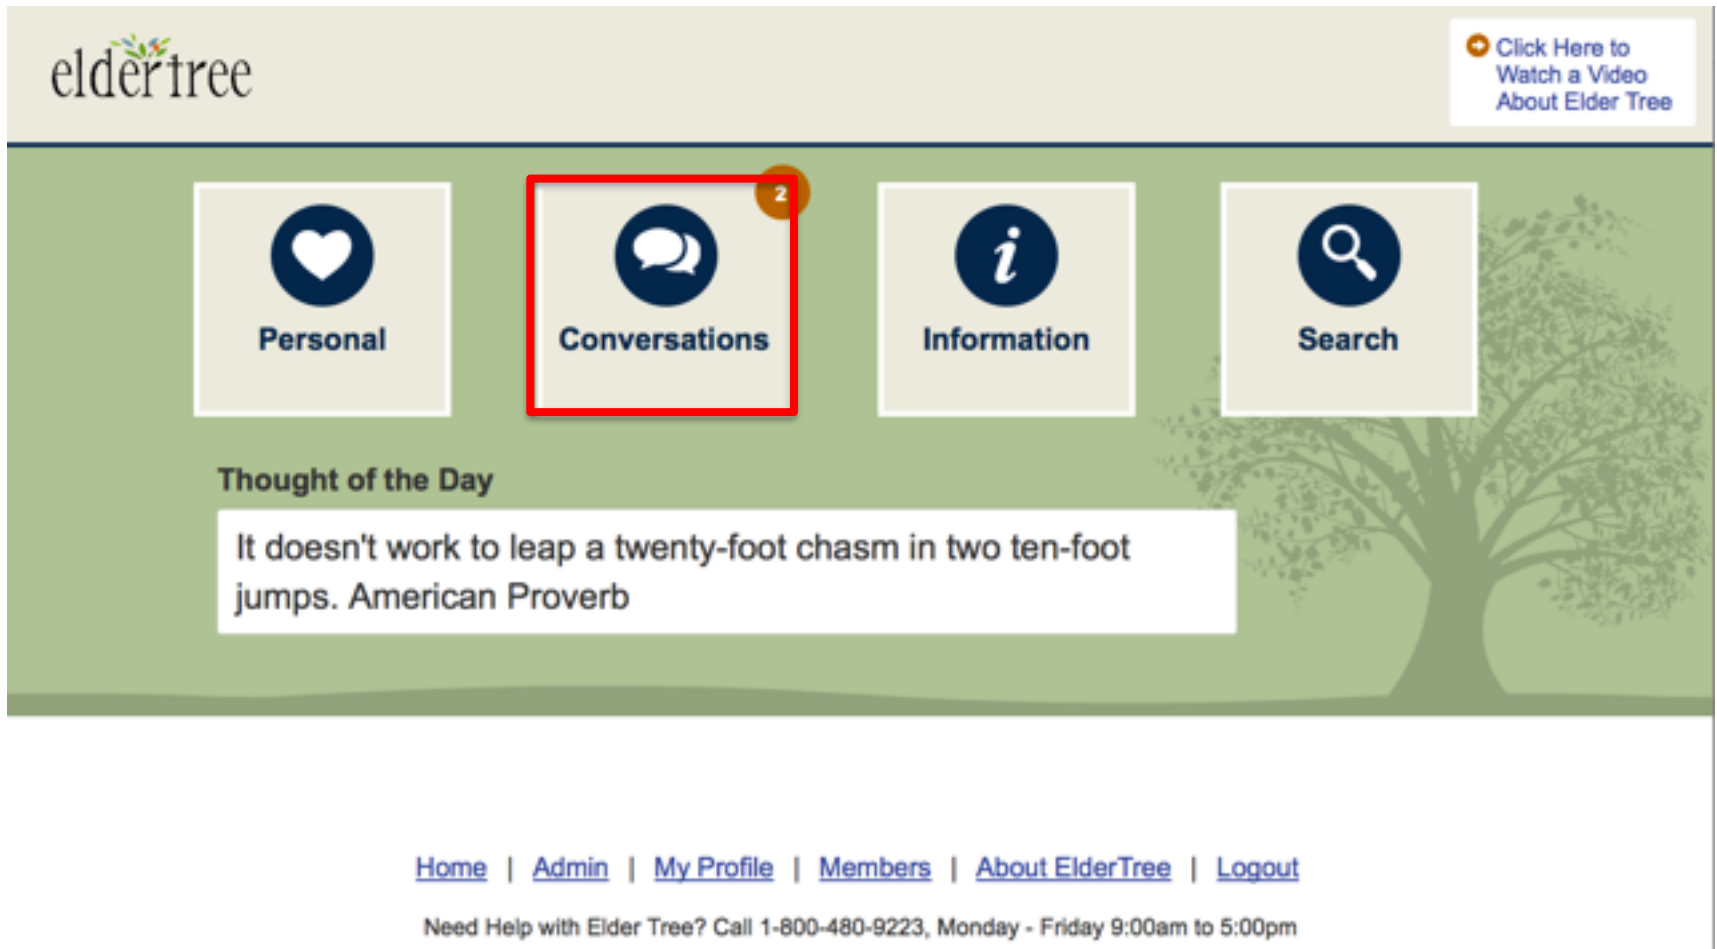 eldertree
Click Here to
Watch a Video
About Elder Tree
2
Personal
Conversations
i
Information
Search
Thought of the Day
It doesn't work to leap a twenty-foot chasm in two ten-foot
jumps. American Proverb
Home | Admin | My Profile | Members | About ElderTree | Logout
Need Help with Elder Tree? Call 1-800-480-9223, Monday - Friday 9:00am to 5:00pm